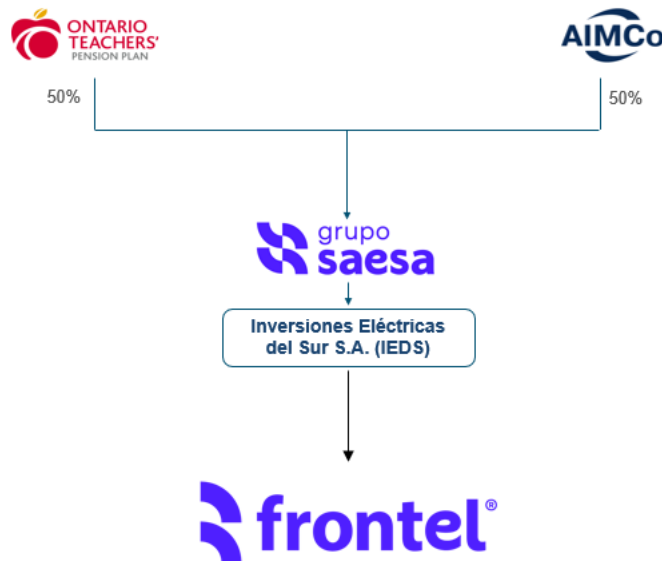 ONTARIO
TEACHERS'
PENSION PLAN
AIMCo
50%
50%
grupo
saesa
Inversiones Eléctricas
del Sur S.A. (IEDS)
frontel®